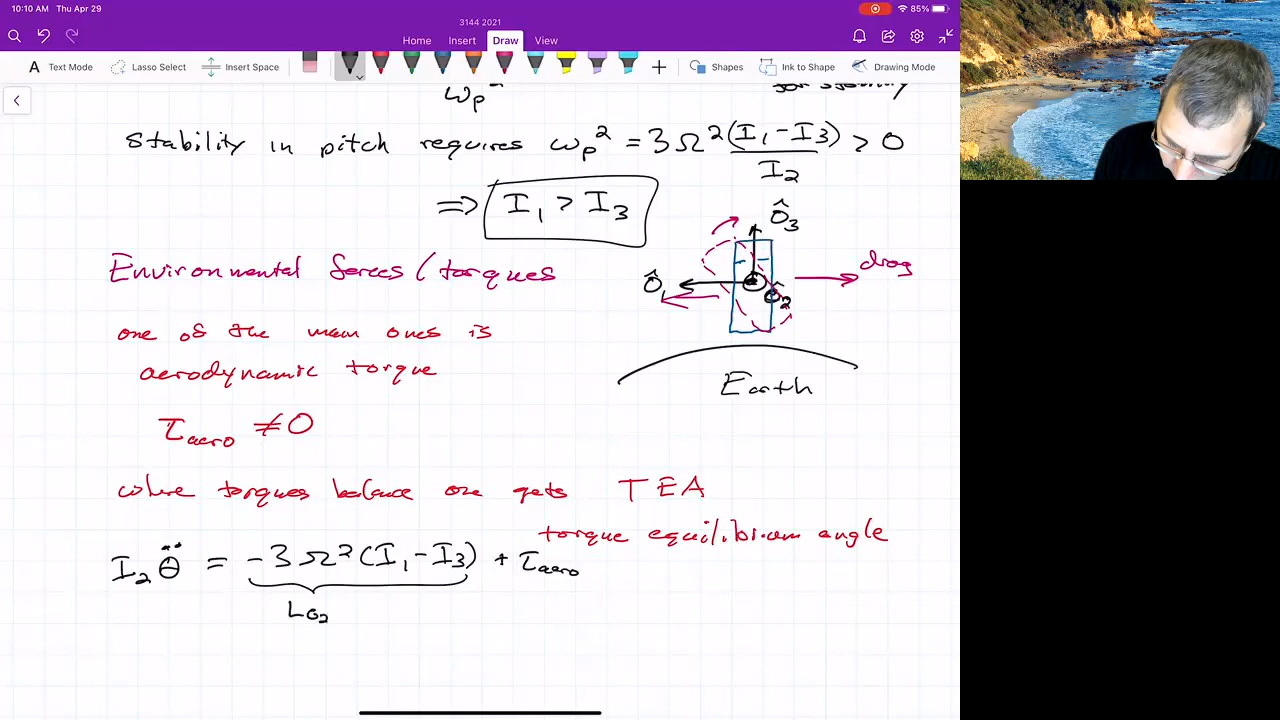 10:10 AM Thu Apr 29
85%
3144 2021
Home Insert Draw View
Text Mode Lasso Select Insert Space Shapes Ink to Shape Drawing Mode
ωp²
Stability in pitch requires ωp² = 3Ω²(I₁-I₃)/I₂ > 0
⇒ I₁ > I₃
Environmental forces/torques
Ô₃
drag
Ô₁
Ô₂
Earth
one of the main ones is
aerodynamic torque
τaero ≠ 0
where torques balance one gets TEA
torque equilibrium angle
I₂ θ̈ = -3Ω²(I₁-I₃) + τaero
LG₂